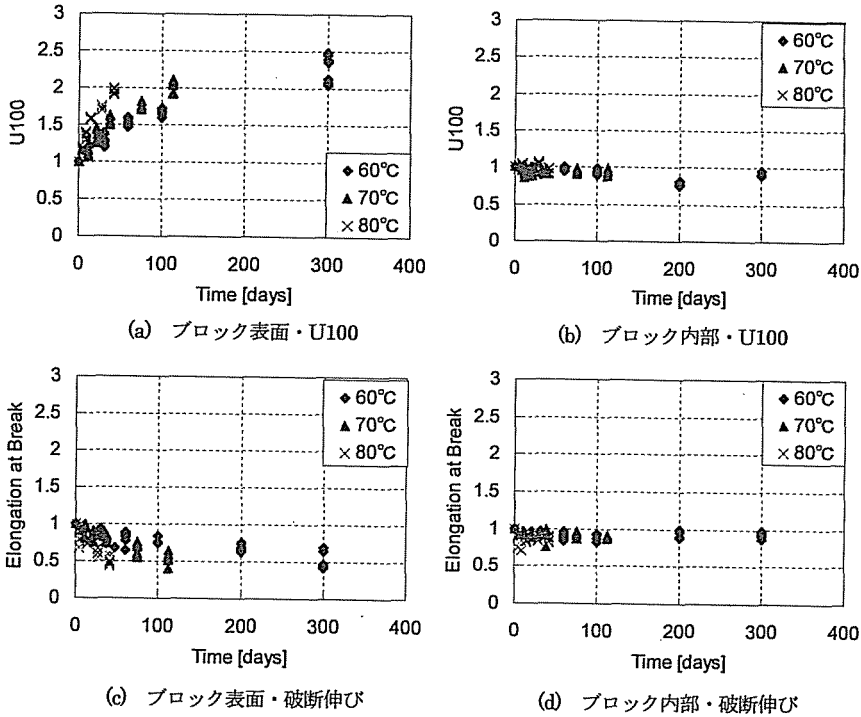 3
2.5
2
1.5
1
0.5
0
U100
0 100 200 300 400
Time [days]
60℃
70℃
80℃
(a) ブロック表面・U100
3
2.5
2
1.5
1
0.5
0
U100
0 100 200 300 400
Time [days]
60℃
70℃
80℃
(b) ブロック内部・U100
3
2.5
2
1.5
1
0.5
0
Elongation at Break
0 100 200 300 400
Time [days]
60℃
70℃
80℃
(c) ブロック表面・破断伸び
3
2.5
2
1.5
1
0.5
0
Elongation at Break
0 100 200 300 400
Time [days]
60℃
70℃
80℃
(d) ブロック内部・破断伸び